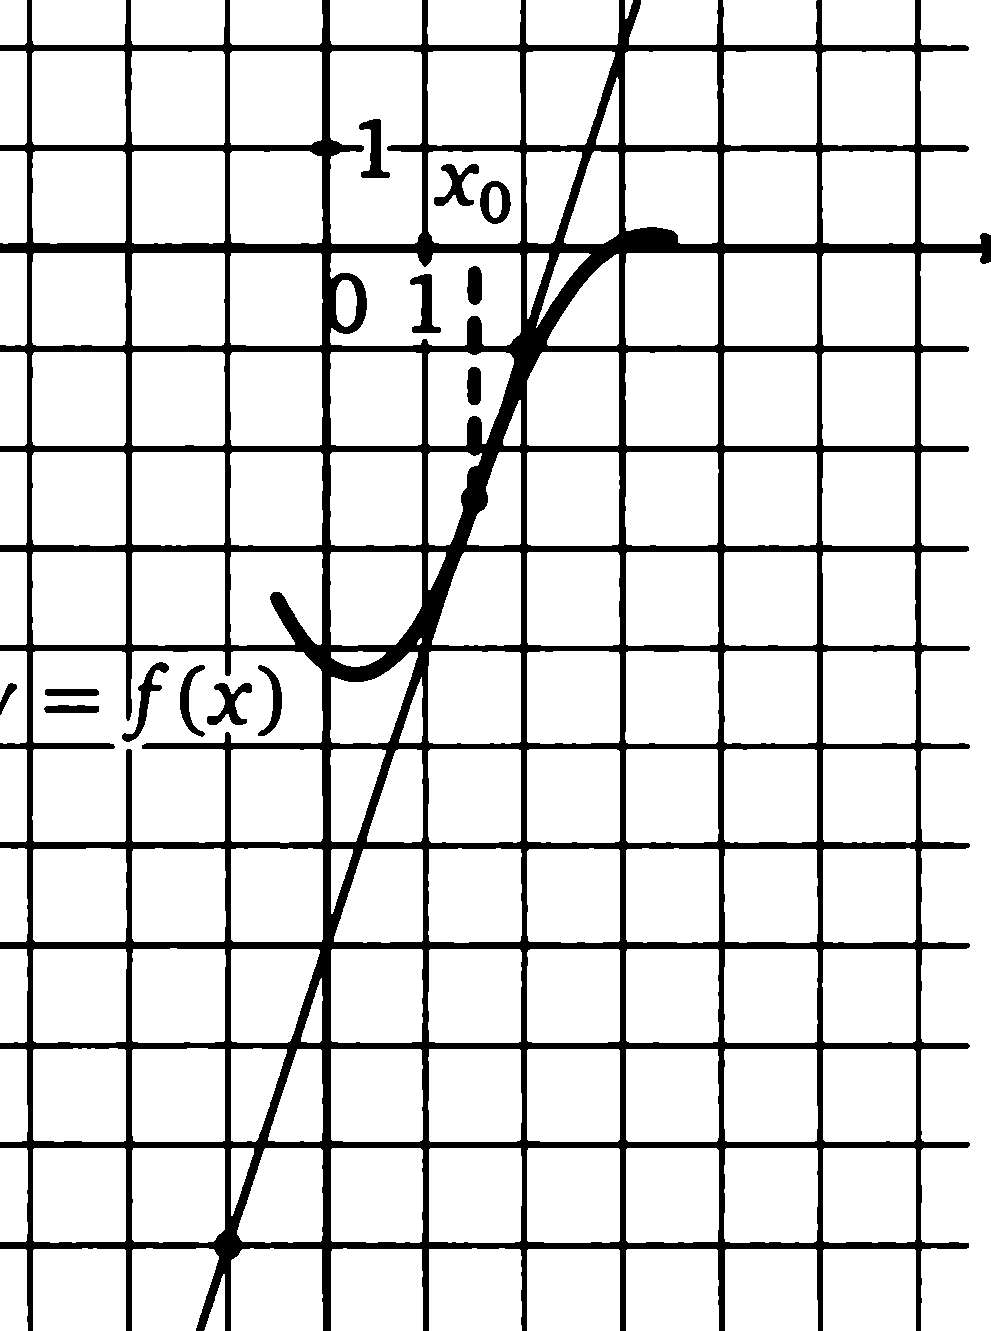 1
x₀
0 1
y = f(x)